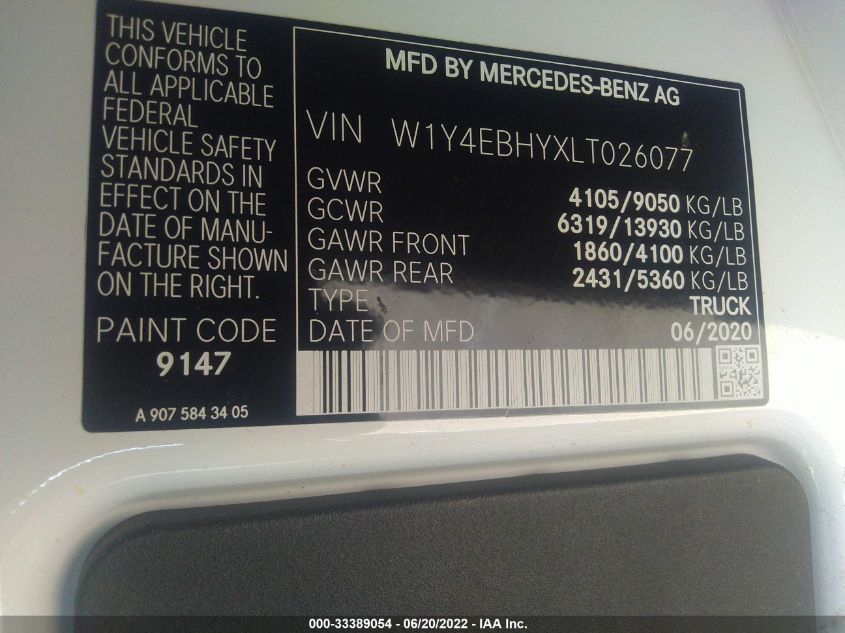 THIS VEHICLE
CONFORMS TO
ALL APPLICABLE
FEDERAL
VEHICLE SAFETY
STANDARDS IN
EFFECT ON THE
DATE OF MANU-
FACTURE SHOWN
ON THE RIGHT.
PAINT CODE
9147
A 907 584 34 05
MFD BY MERCEDES-BENZ AG
VIN W1Y4EBHYXLT026077
GVWR 4105/9050 KG/LB
GCWR 6319/13930 KG/LB
GAWR FRONT 1860/4100 KG/LB
GAWR REAR 2431/5360 KG/LB
TYPE TRUCK
DATE OF MFD 06/2020
000-33389054 - 06/20/2022 - IAA Inc.